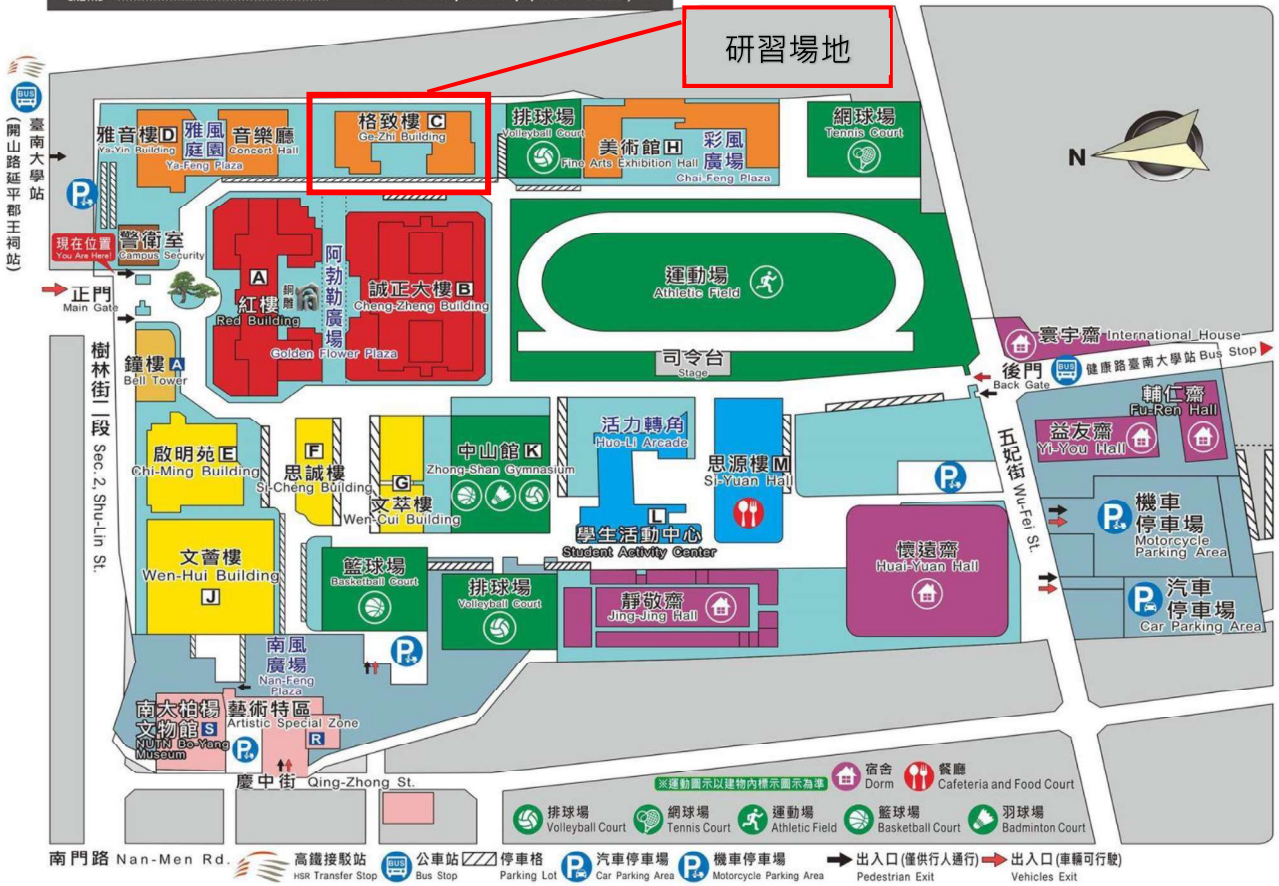 研習場地
臺南大學站
(開山路延平郡王祠站)
BUS
雅音樓 D
Ya-Yin Building
雅風
庭園
Ya-Feng Plaza
音樂廳
Concert Hall
格致樓 C
Ge-Zhi Building
排球場
Volleyball Court
美術館 H
Fine Arts Exhibition Hall
彩風
廣場
Chai-Feng Plaza
網球場
Tennis Court
N
P
警衛室
Campus Security
現在位置
You Are Here!
正門
Main Gate
A
紅樓
Red Building
銅雕
阿勃勒廣場
Golden Flower Plaza
誠正大樓 B
Cheng-Zheng Building
運動場
Athletic Field
司令台
Stage
寰宇齋 International House
後門
Back Gate
BUS
健康路臺南大學站 Bus Stop
樹林街二段 Sec. 2, Shu-Lin St.
鐘樓 A
Bell Tower
啟明苑 E
Chi-Ming Building
F
思誠樓
Si-Cheng Building
G
文萃樓
Wen-Cui Building
中山館 K
Zhong-Shan Gymnasium
活力轉角
Huo-Li Arcade
L
學生活動中心
Student Activity Center
思源樓 M
Si-Yuan Hall
P
五妃街 Wu-Fei St.
輔仁齋
Fu-Ren Hall
益友齋
Yi-You Hall
P
機車
停車場
Motorcycle
Parking Area
P
汽車
停車場
Car Parking Area
文薈樓
Wen-Hui Building
J
籃球場
Basketball Court
排球場
Volleyball Court
靜敬齋
Jing-Jing Hall
懷遠齋
Huai-Yuan Hall
P
南風
廣場
Nan-Feng
Plaza
南大柏楊
文物館 S
NUTN Bo-Yang
Museum
藝術特區
Artistic Special Zone
R
P
慶中街 Qing-Zhong St.
※運動圖示以建物內標示圖示為準
宿舍
Dorm
餐廳
Cafeteria and Food Court
排球場
Volleyball Court
網球場
Tennis Court
運動場
Athletic Field
籃球場
Basketball Court
羽球場
Badminton Court
南門路 Nan-Men Rd.
高鐵接駁站
HSR Transfer Stop
BUS
公車站
Bus Stop
停車格
Parking Lot
P
汽車停車場
Car Parking Area
P
機車停車場
Motorcycle Parking Area
出入口(僅供行人通行)
Pedestrian Exit
出入口(車輛可行駛)
Vehicles Exit